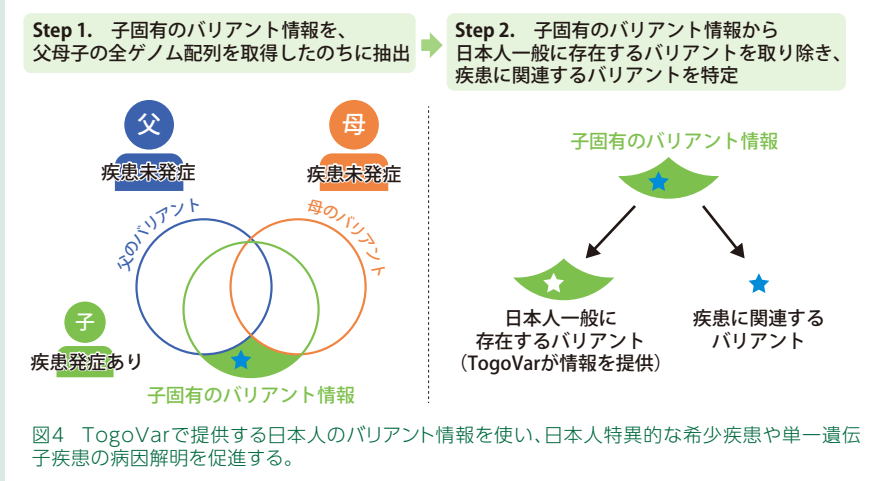 Step 1. 子固有のバリアント情報を、
父母子の全ゲノム配列を取得したのちに抽出
Step 2. 子固有のバリアント情報から
日本人一般に存在するバリアントを取り除き、
疾患に関連するバリアントを特定
父
疾患未発症
母
疾患未発症
父のバリアント
母のバリアント
子
疾患発症あり
子固有のバリアント情報
子固有のバリアント情報
日本人一般に
存在するバリアント
（TogoVarが情報を提供）
疾患に関連する
バリアント
図4 TogoVarで提供する日本人のバリアント情報を使い、日本人特異的な希少疾患や単一遺伝
子疾患の病因解明を促進する。